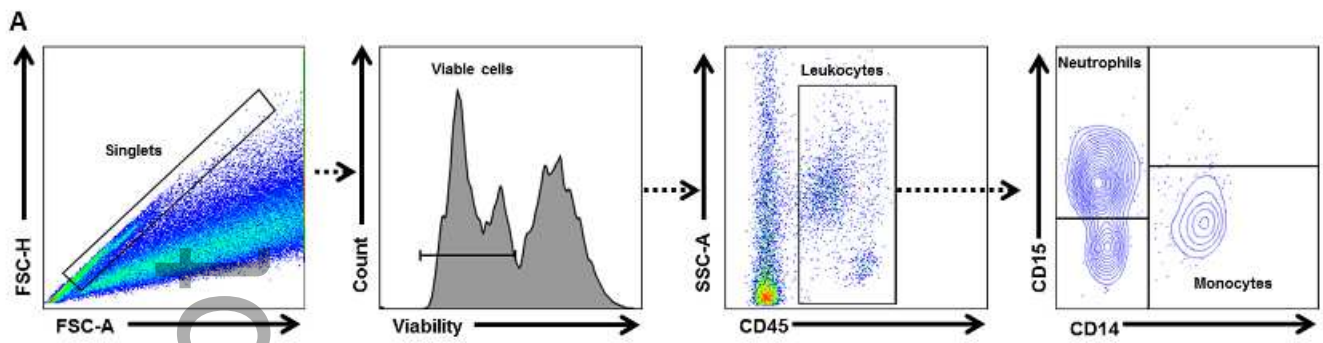 A
Singlets
FSC-H
FSC-A
Viable cells
Count
Viability
Leukocytes
SSC-A
CD45
Neutrophils
Monocytes
CD15
CD14